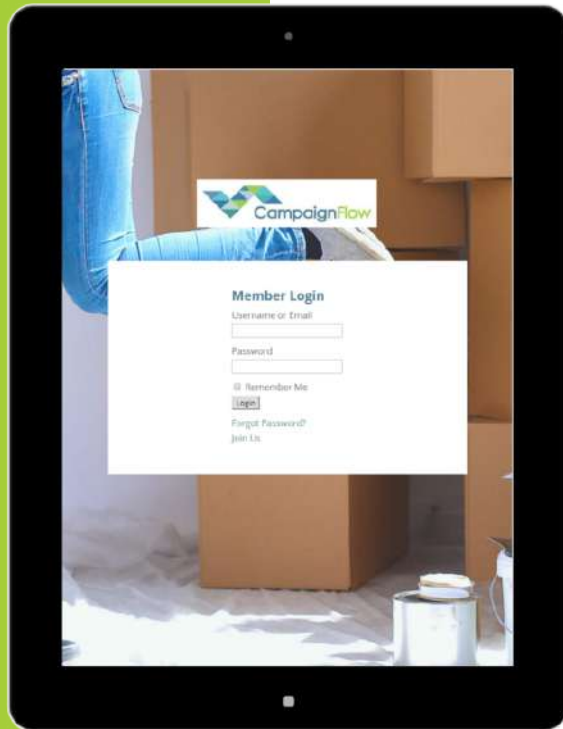 CampaignFlow
Member Login
Username or Email
Password
Remember Me
Login
Forgot Password?
Join Us